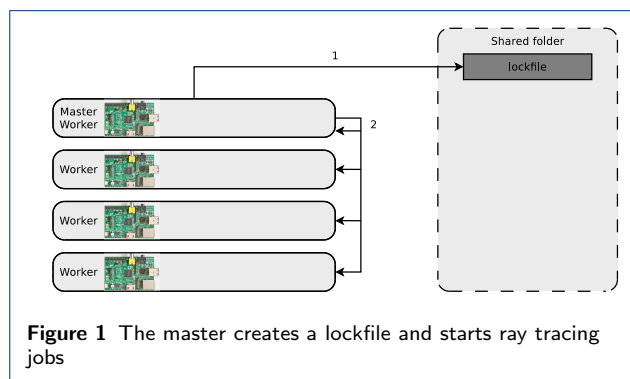 Shared folder
1
lockfile
Master
Worker
2
Worker
Worker
Worker
Figure 1 The master creates a lockfile and starts ray tracing
jobs